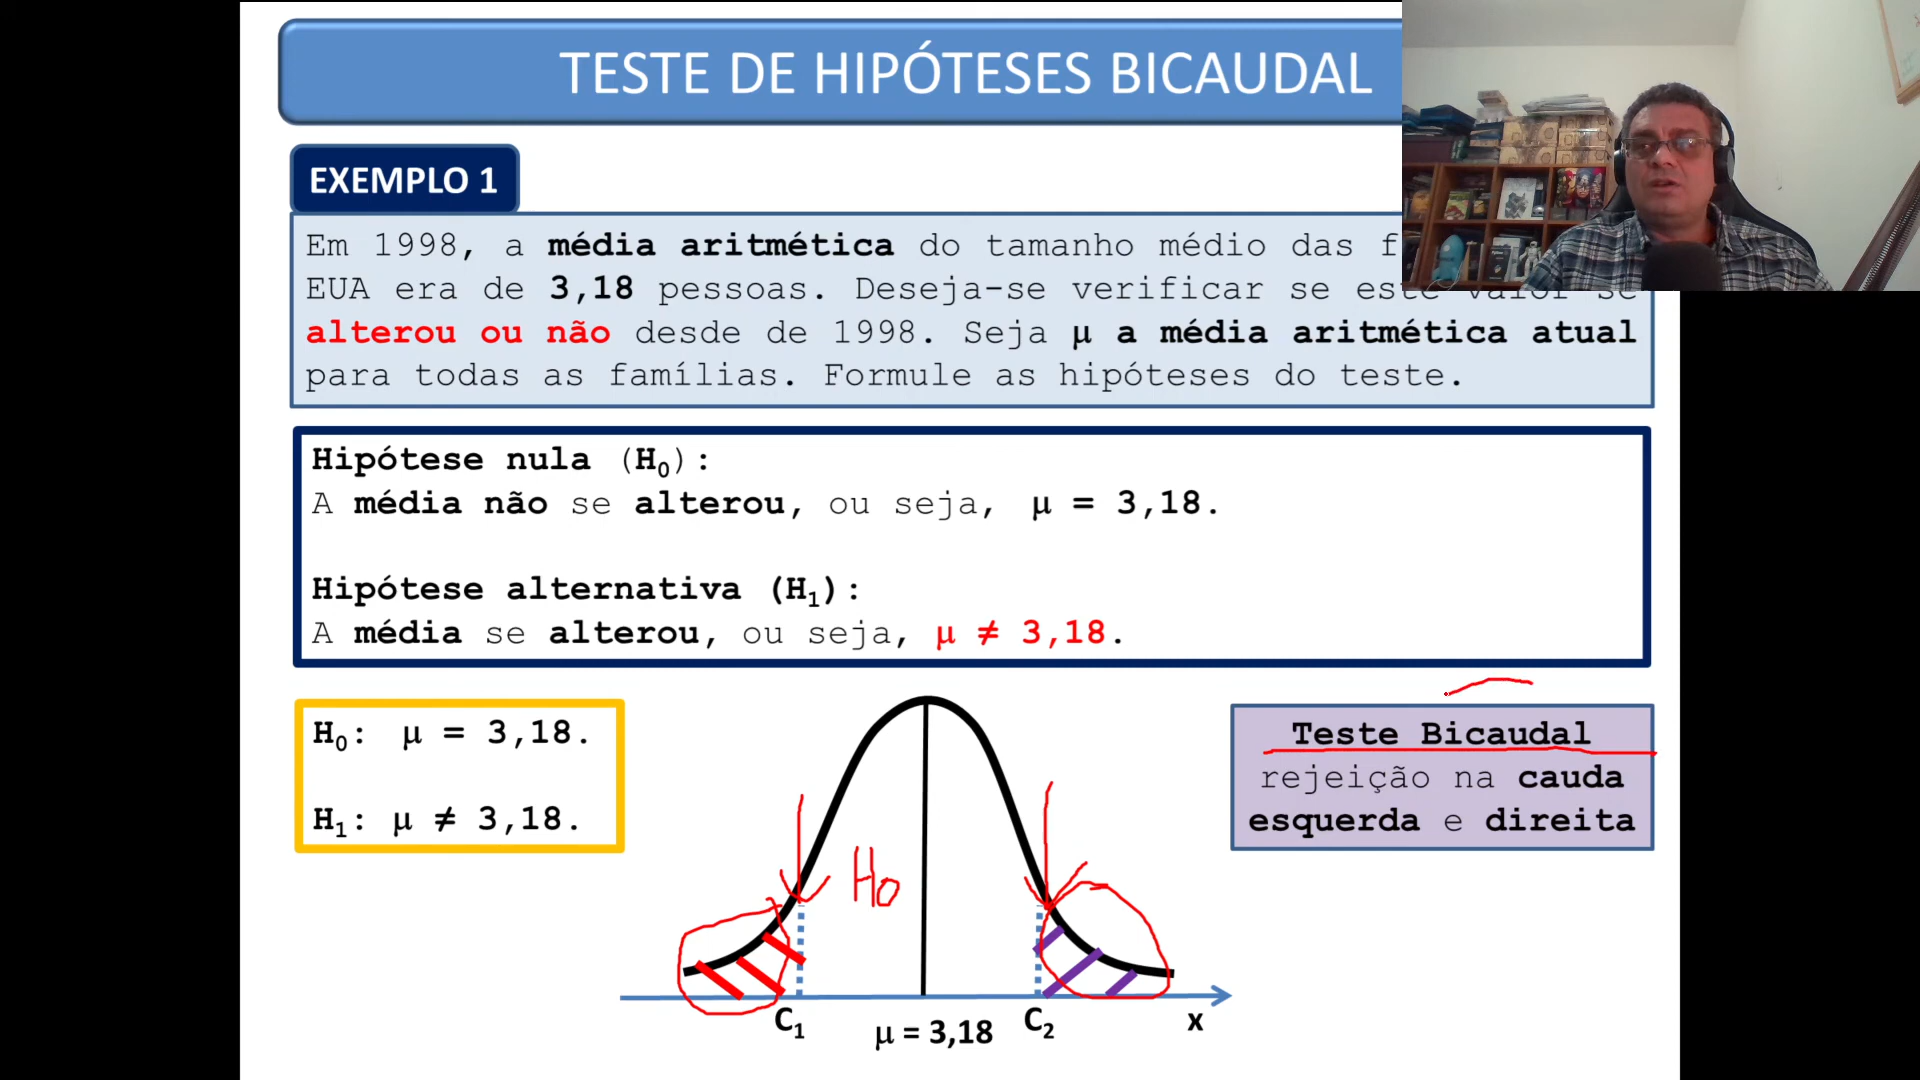 TESTE DE HIPÓTESES BICAUDAL
EXEMPLO 1
Em 1998, a média aritmética do tamanho médio das f
EUA era de 3,18 pessoas. Deseja-se verificar se este valor se
alterou ou não desde de 1998. Seja μ a média aritmética atual
para todas as famílias. Formule as hipóteses do teste.
Hipótese nula (H₀):
A média não se alterou, ou seja, μ = 3,18.
Hipótese alternativa (H₁):
A média se alterou, ou seja, μ ≠ 3,18.
H₀: μ = 3,18.
H₁: μ ≠ 3,18.
H0
C₁
μ = 3,18
C₂
x
Teste Bicaudal
rejeição na cauda
esquerda e direita